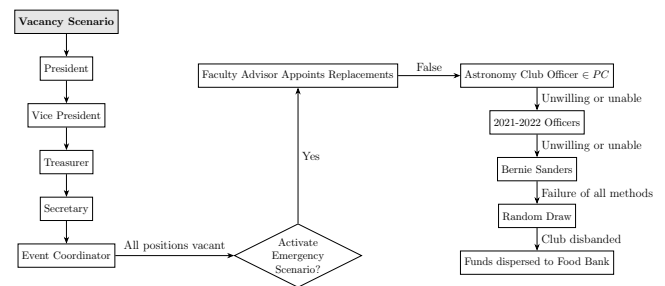 Vacancy Scenario
President
Vice President
Treasurer
Secretary
Event Coordinator
All positions vacant
Activate
Emergency
Scenario?
Yes
Faculty Advisor Appoints Replacements
False
Astronomy Club Officer ∈ PC
Unwilling or unable
2021-2022 Officers
Unwilling or unable
Bernie Sanders
Failure of all methods
Random Draw
Club disbanded
Funds dispersed to Food Bank